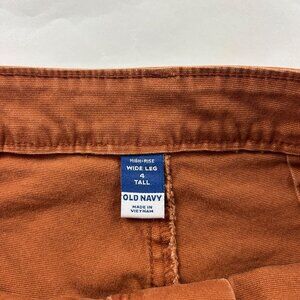 HIGH-RISE
WIDE LEG
4
TALL
OLD NAVY
MADE IN
VIETNAM